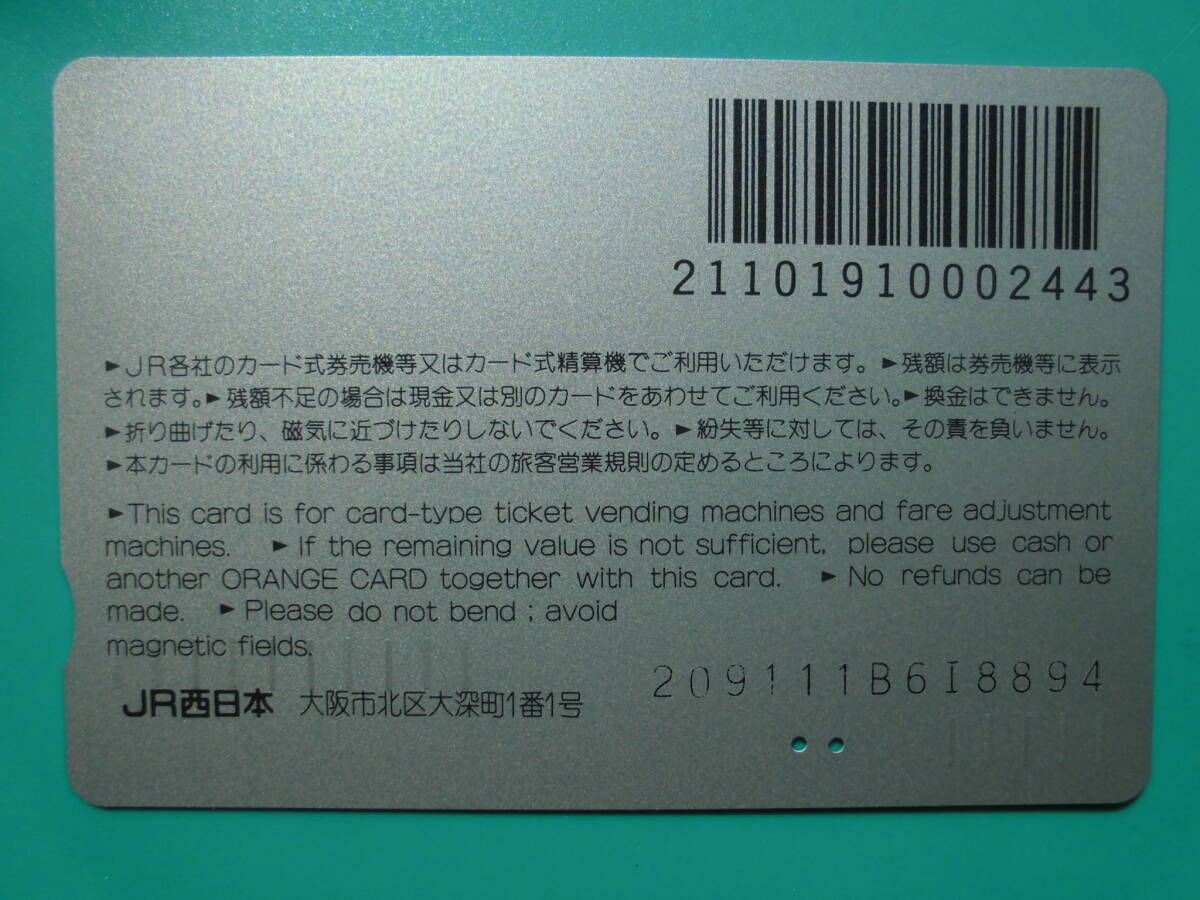 21101910002443
►JR各社のカード式券売機等又はカード式精算機でご利用いただけます。►残額は券売機等に表示
されます。►残額不足の場合は現金又は別のカードをあわせてご利用ください。►換金はできません。
►折り曲げたり、磁気に近づけたりしないでください。►紛失等に対しては、その責を負いません。
►本カードの利用に係わる事項は当社の旅客営業規則の定めるところによります。
►This card is for card-type ticket vending machines and fare adjustment
machines. ►If the remaining value is not sufficient, please use cash or
another ORANGE CARD together with this card. ►No refunds can be
made. ►Please do not bend ; avoid
magnetic fields.
209111B6I8894
JR西日本 大阪市北区大深町1番1号